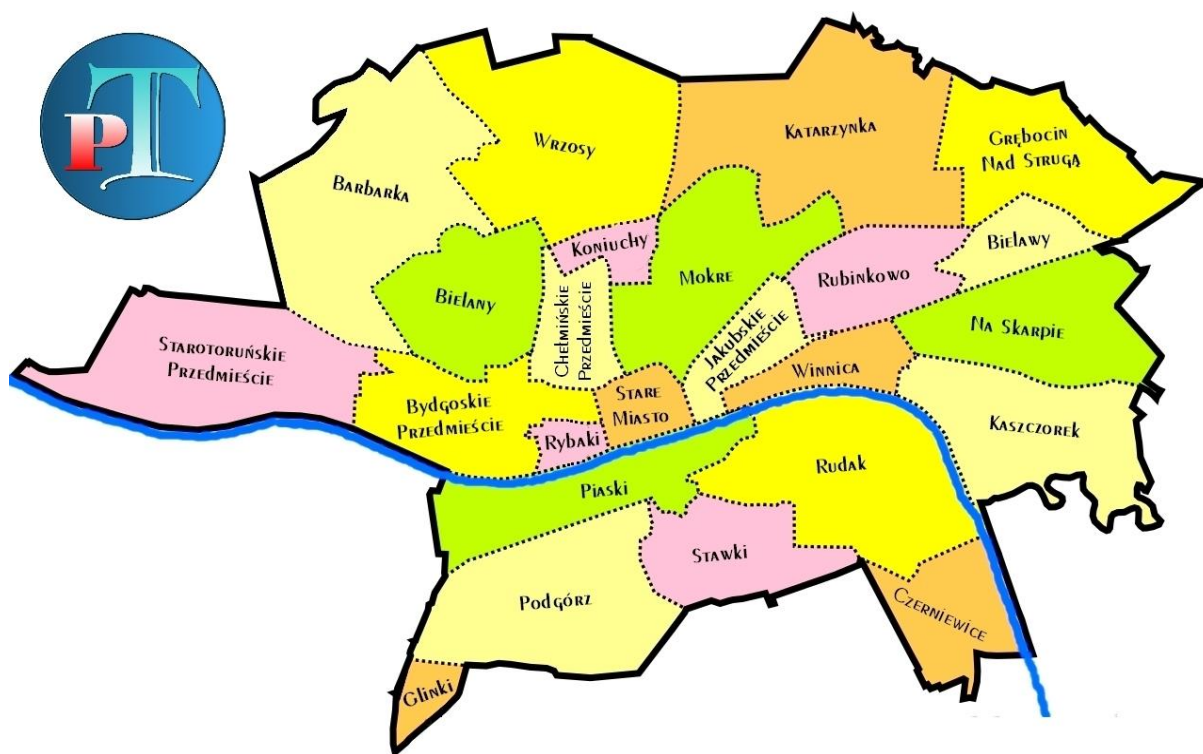 PT
Wrzosy
Katarzynka
Grębocin
Nad Strugą
Barbarka
Koniuchy
Bielawy
Mokre
Rubinkowo
Bielany
Chełmińskie
Przedmieście
Jakubskie
Przedmieście
Na Skarpie
Starotoruńskie
Przedmieście
Winnica
Bydgoskie
Przedmieście
Stare
Miasto
Kaszczorek
Rybaki
Rudak
Piaski
Stawki
Podgórz
Czerniewice
Glinki